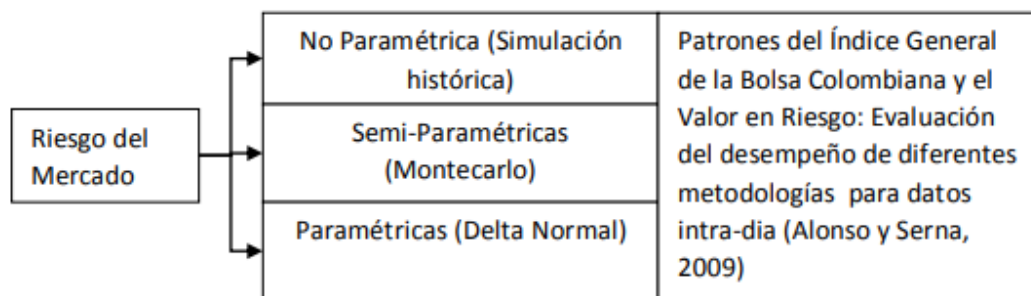 Riesgo del
Mercado
No Paramétrica (Simulación
histórica)
Semi-Paramétricas
(Montecarlo)
Paramétricas (Delta Normal)
Patrones del Índice General
de la Bolsa Colombiana y el
Valor en Riesgo: Evaluación
del desempeño de diferentes
metodologías para datos
intra-dia (Alonso y Serna,
2009)